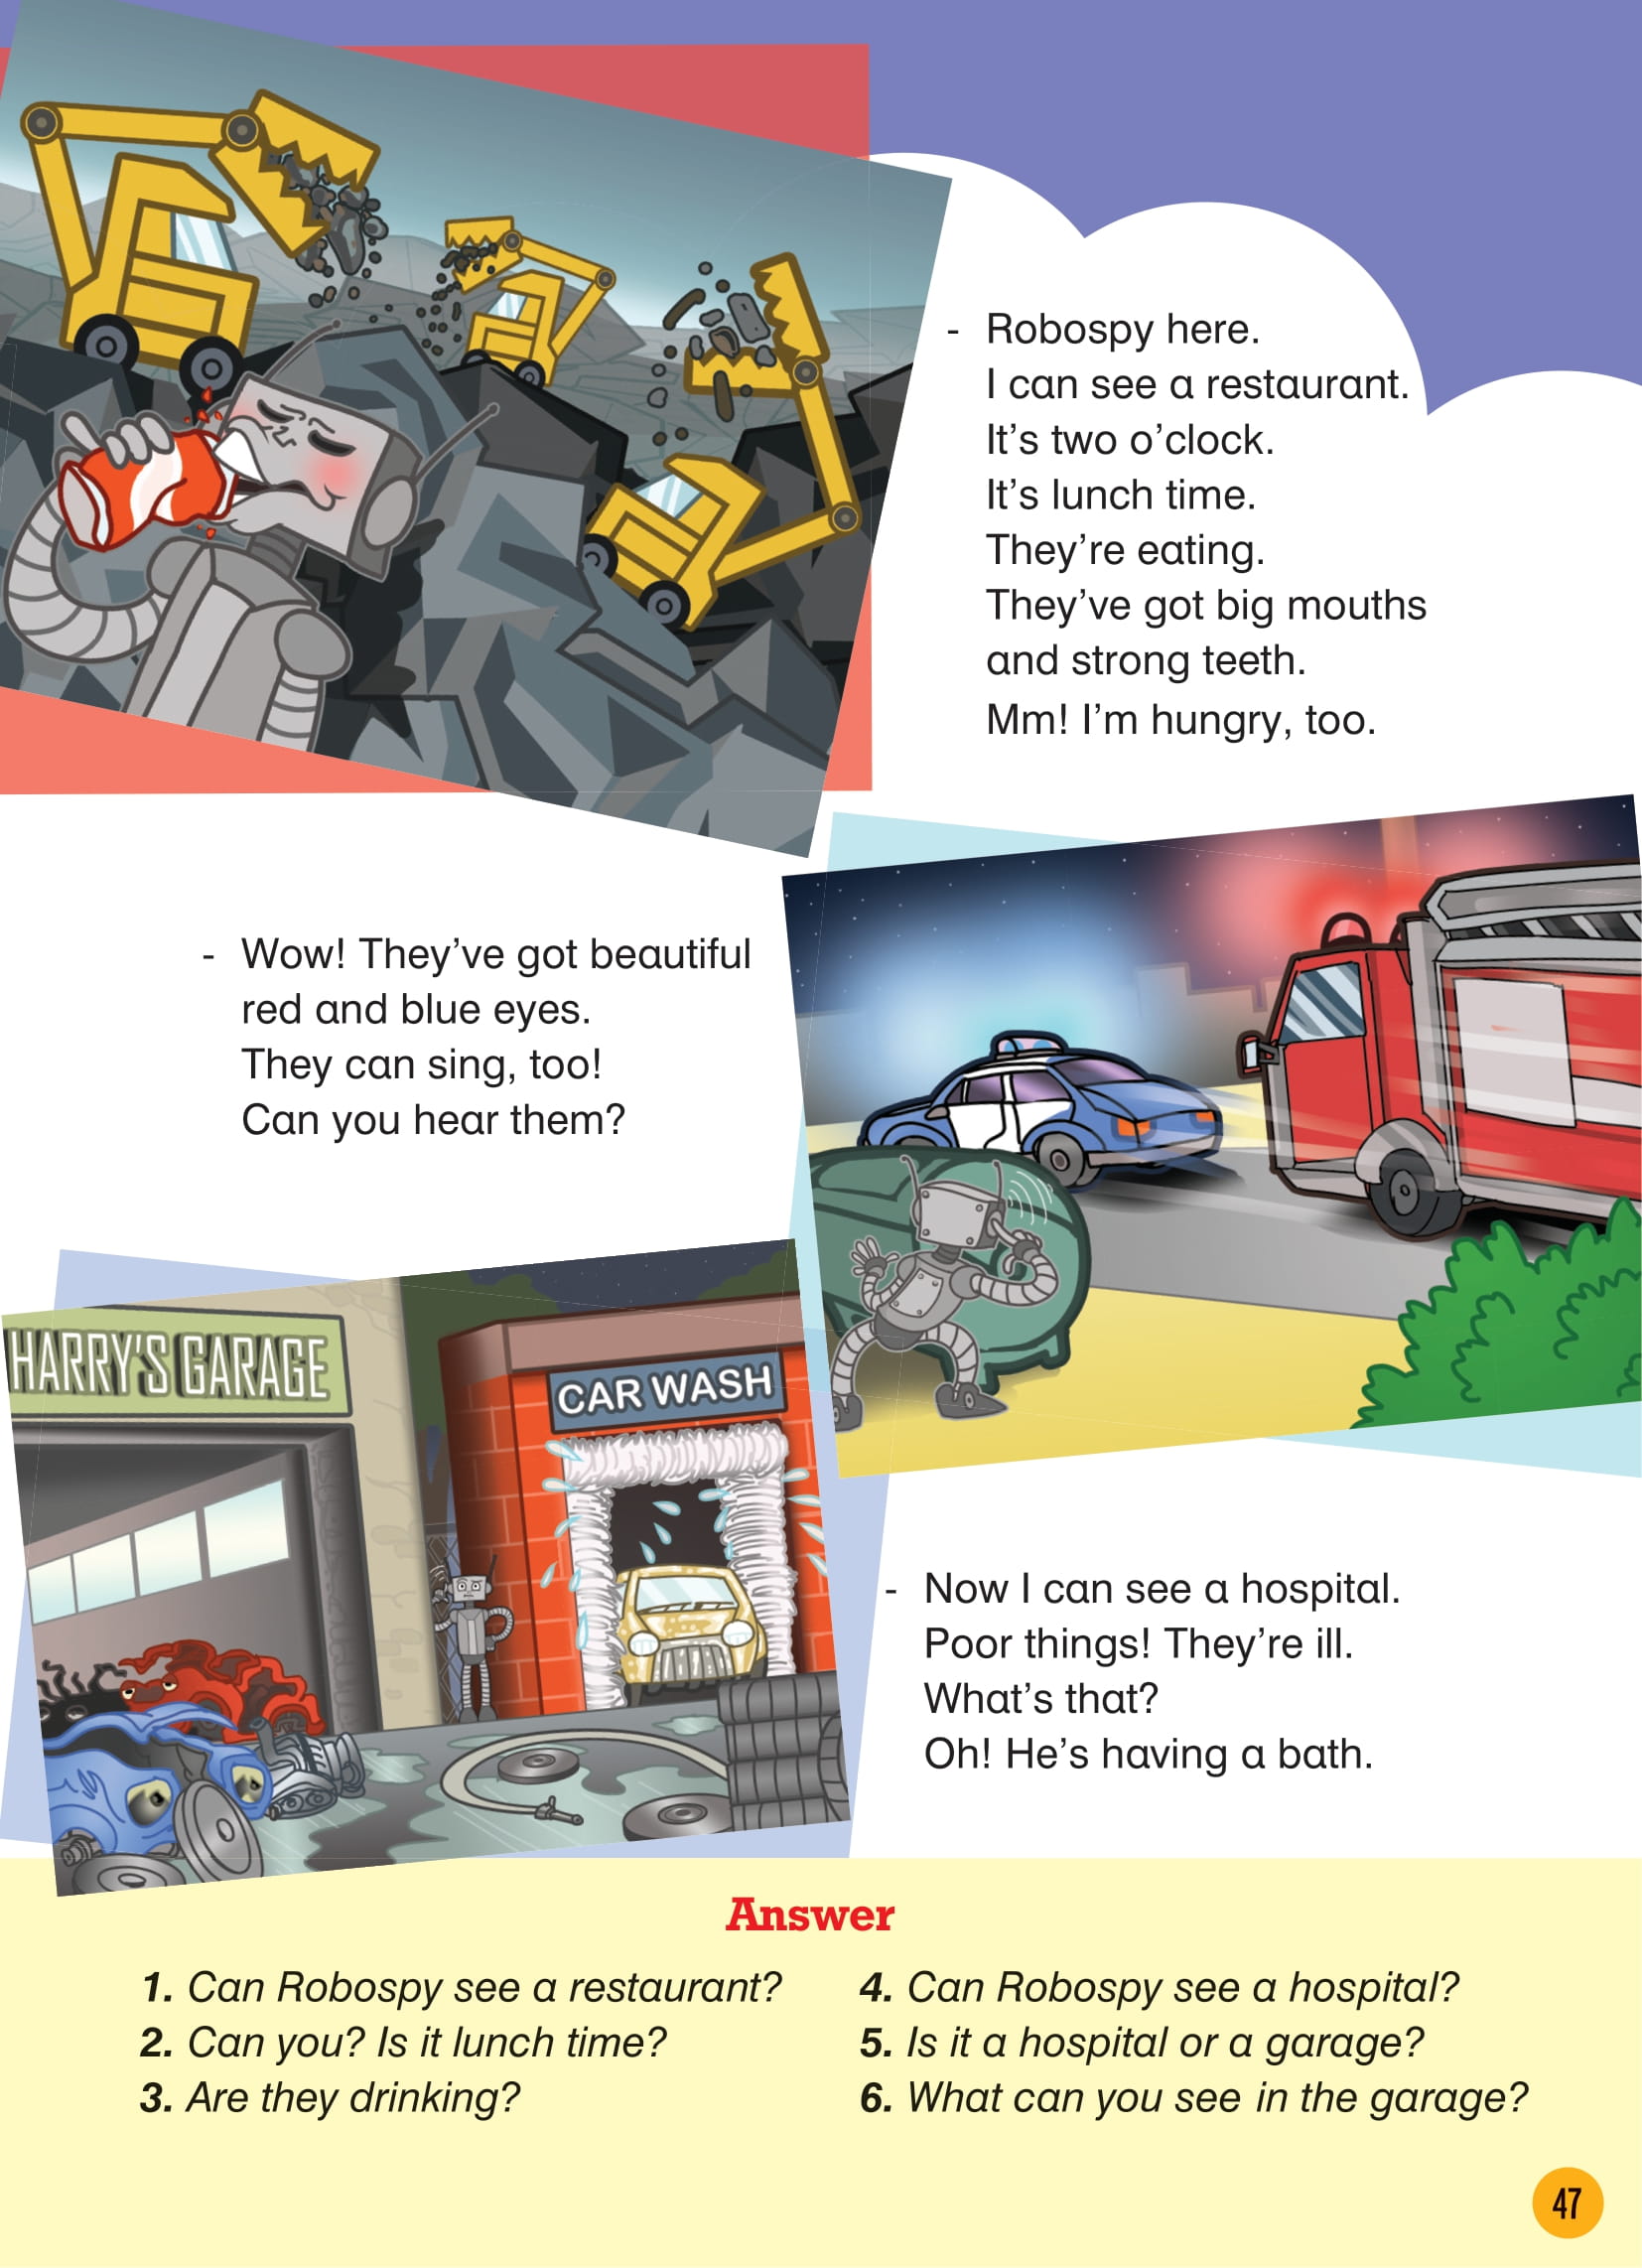 - Robospy here.
I can see a restaurant.
It's two o'clock.
It's lunch time.
They're eating.
They've got big mouths
and strong teeth.
Mm! I'm hungry, too.
- Wow! They've got beautiful
red and blue eyes.
They can sing, too!
Can you hear them?
HARRY'S GARAGE
CAR WASH
- Now I can see a hospital.
Poor things! They're ill.
What's that?
Oh! He's having a bath.
Answer
1. Can Robospy see a restaurant?
2. Can you? Is it lunch time?
3. Are they drinking?
4. Can Robospy see a hospital?
5. Is it a hospital or a garage?
6. What can you see in the garage?
47